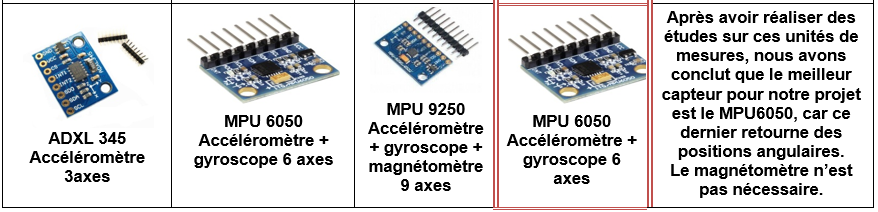 ADXL 345
Accéléromètre
3axes
MPU 6050
Accéléromètre +
gyroscope 6 axes
MPU 9250
Accéléromètre
+ gyroscope +
magnétomètre
9 axes
MPU 6050
Accéléromètre +
gyroscope 6
axes
Après avoir réaliser des
études sur ces unités de
mesures, nous avons
conclut que le meilleur
capteur pour notre projet
est le MPU6050, car ce
dernier retourne des
positions angulaires.
Le magnétomètre n’est
pas nécessaire.